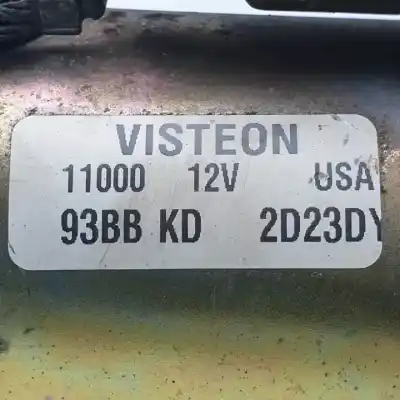 VISTEON
11000 12V USA
93BB KD 2D23DY